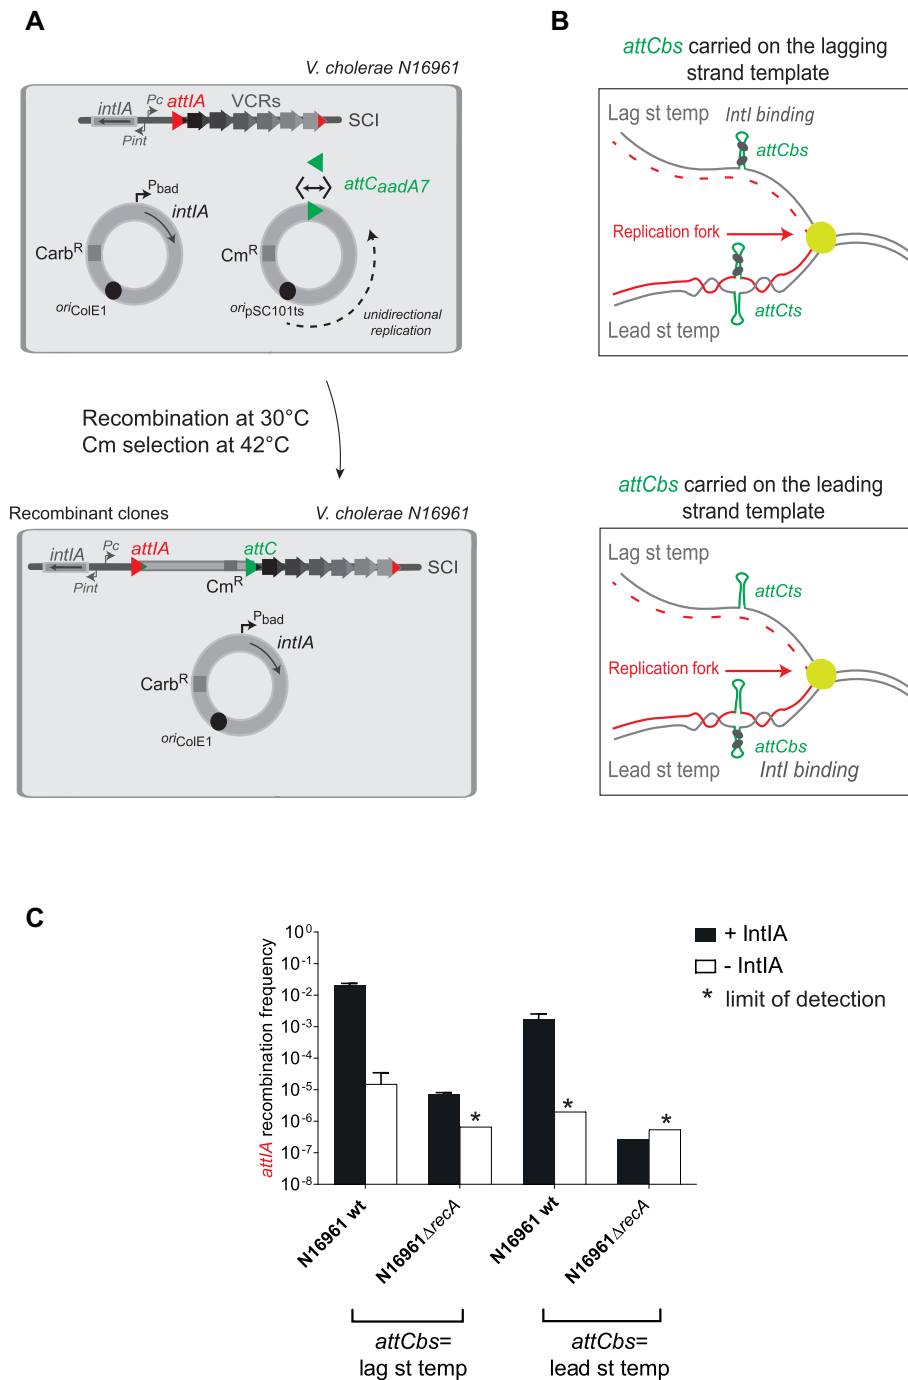 A
V. cholerae N16961
intIA
Pc
attIA
VCRs
SCI
Pint
Pbad
intIA
CarbR
oriColE1
attCaadA7
CmR
oripSC101ts
unidirectional
replication
Recombination at 30°C
Cm selection at 42°C
Recombinant clones
V. cholerae N16961
intIA
Pc
attIA
attC
SCI
Pint
CmR
Pbad
intIA
CarbR
oriColE1
B
attCbs carried on the lagging
strand template
Lag st temp
IntI binding
attCbs
Replication fork
attCts
Lead st temp
attCbs carried on the leading
strand template
Lag st temp
attCts
Replication fork
attCbs
Lead st temp
IntI binding
C
attIA recombination frequency
10^0
10^-1
10^-2
10^-3
10^-4
10^-5
10^-6
10^-7
10^-8
*
*
*
+ IntIA
- IntIA
* limit of detection
N16961 wt
N16961ΔrecA
N16961 wt
N16961ΔrecA
attCbs=
lag st temp
attCbs=
lead st temp